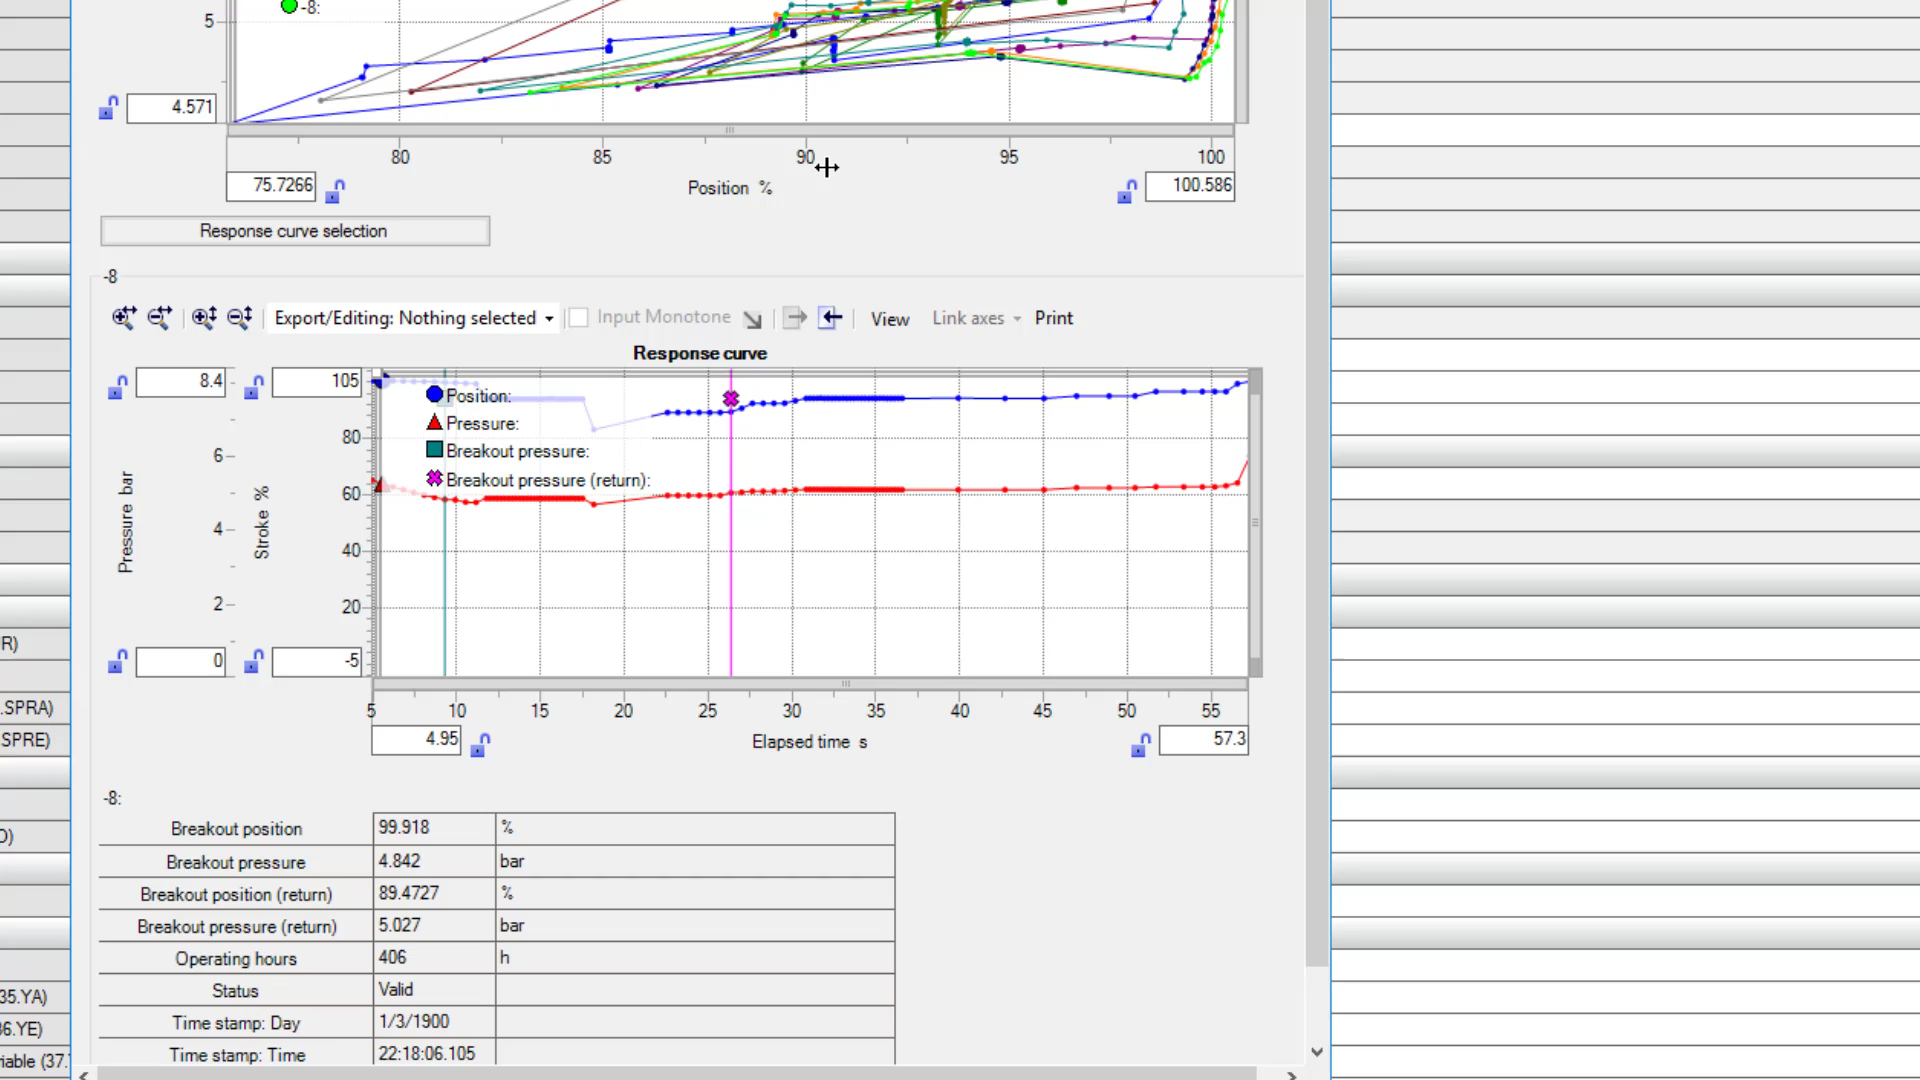 -8:
5
4.571
80 85 90 95 100
75.7266 Position % 100.586
Response curve selection
-8
Export/Editing: Nothing selected Input Monotone View Link axes Print
Response curve
8.4 105
Position:
Pressure:
80
Breakout pressure:
6
Breakout pressure (return):
60
Pressure bar
Stroke %
4
40
2 20
0 -5
5 10 15 20 25 30 35 40 45 50 55
4.95 Elapsed time s 57.3
-8:
Breakout position 99.918 %
Breakout pressure 4.842 bar
Breakout position (return) 89.4727 %
Breakout pressure (return) 5.027 bar
Operating hours 406 h
Status Valid
Time stamp: Day 1/3/1900
Time stamp: Time 22:18:06.105
R)
.SPRA)
SPRE)
O)
35.YA)
36.YE)
iable (37.